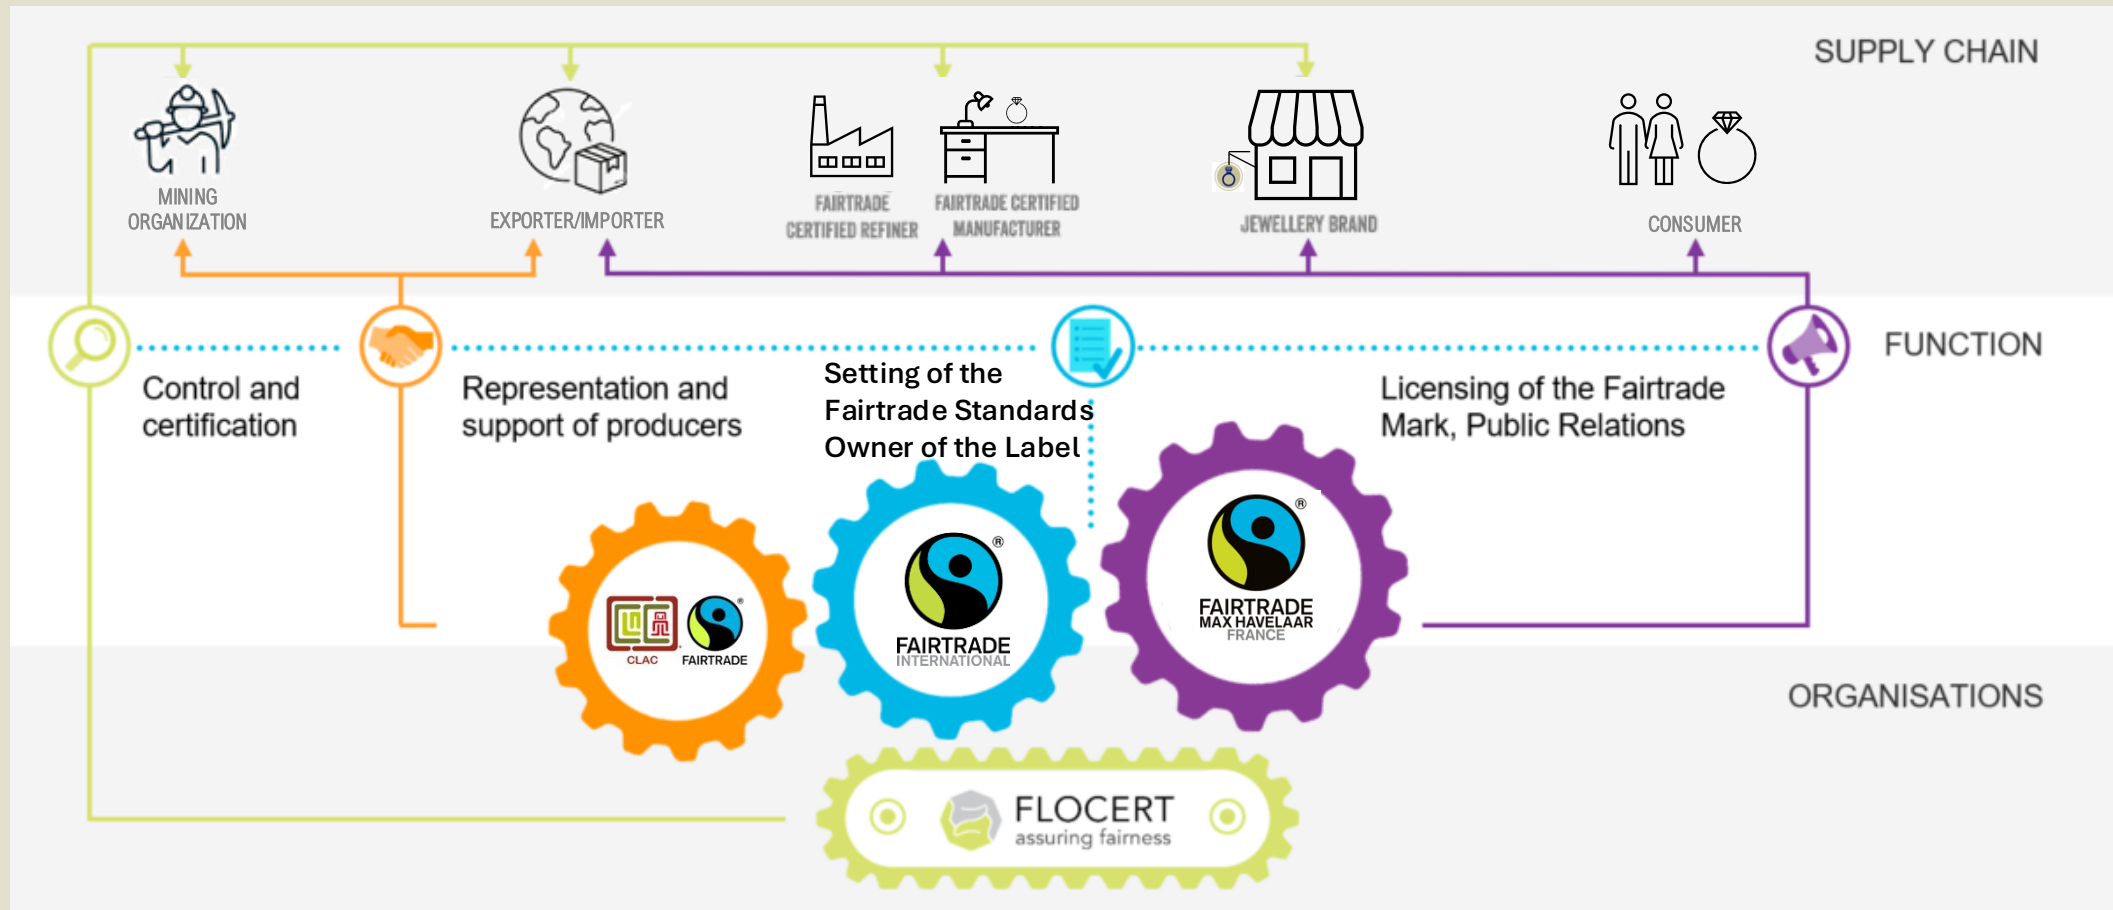 SUPPLY CHAIN
MINING
ORGANIZATION
EXPORTER/IMPORTER
FAIRTRADE
CERTIFIED REFINER
FAIRTRADE CERTIFIED
MANUFACTURER
JEWELLERY BRAND
CONSUMER
FUNCTION
Control and
certification
Representation and
support of producers
Setting of the
Fairtrade Standards
Owner of the Label
Licensing of the Fairtrade
Mark, Public Relations
CLAC
®
FAIRTRADE
®
FAIRTRADE
INTERNATIONAL
®
FAIRTRADE
MAX HAVELAAR
FRANCE
ORGANISATIONS
FLOCERT
assuring fairness